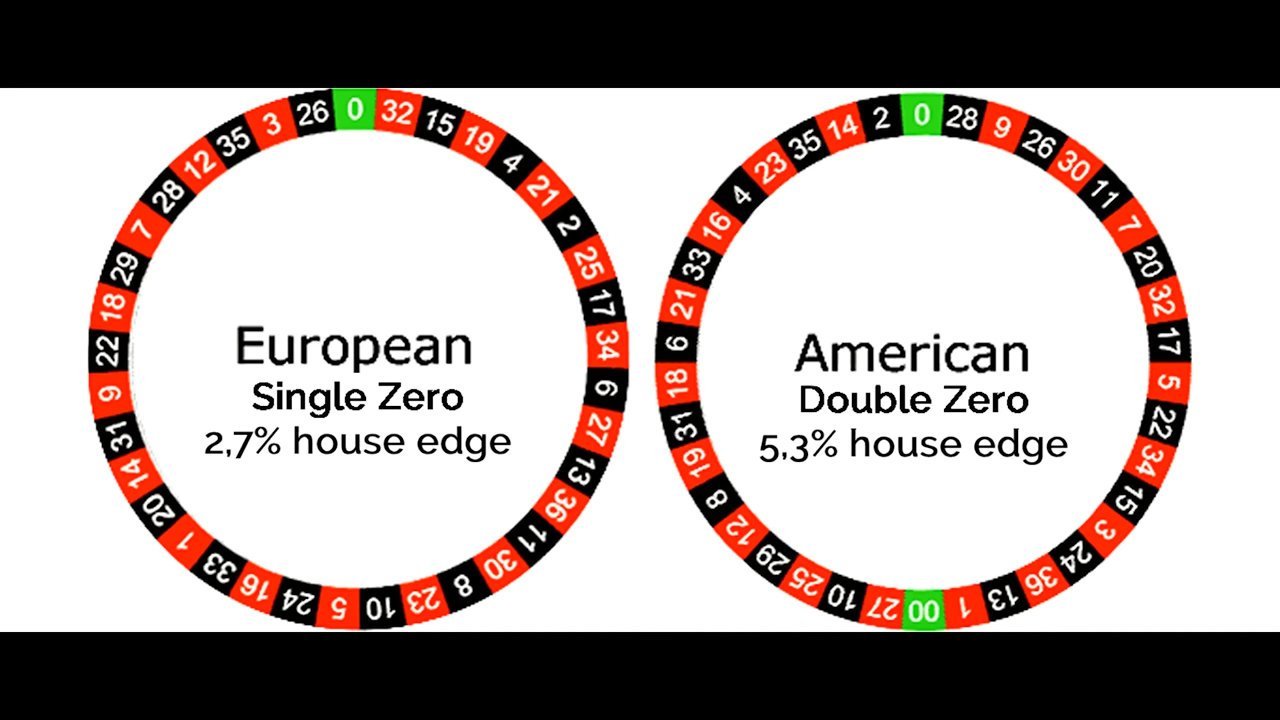 0 32 15 19 4 21 2 25 17 34 6 27 13 36 11 30 8 23 10 5 24 16 33 1 20 14 31 9 22 18 29 7 28 12 35 3 26
European
Single Zero
2,7% house edge
0 28 9 26 30 11 7 20 32 17 5 22 34 15 3 24 36 13 1 00 27 10 25 29 12 8 19 31 18 6 21 33 16 4 23 35 14 2
American
Double Zero
5,3% house edge